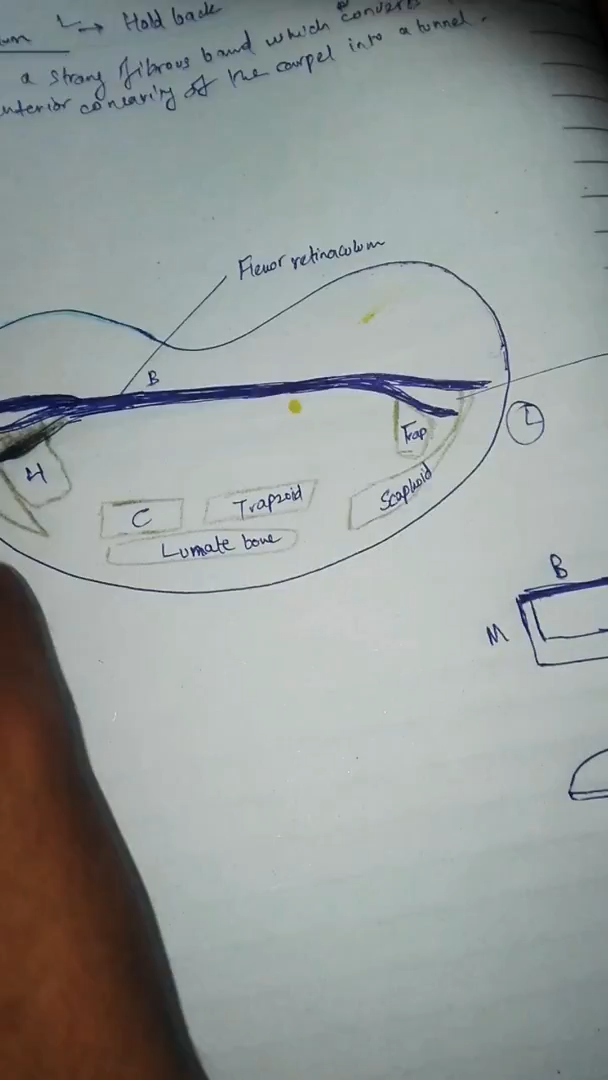 Hold back
a strong fibrous band which converts
anterior concavity of the carpel into a tunnel.
Flexor retinaculum
B
Trap
L
H
Scaphoid
Trapzoid
C
Lumate bone
B
M